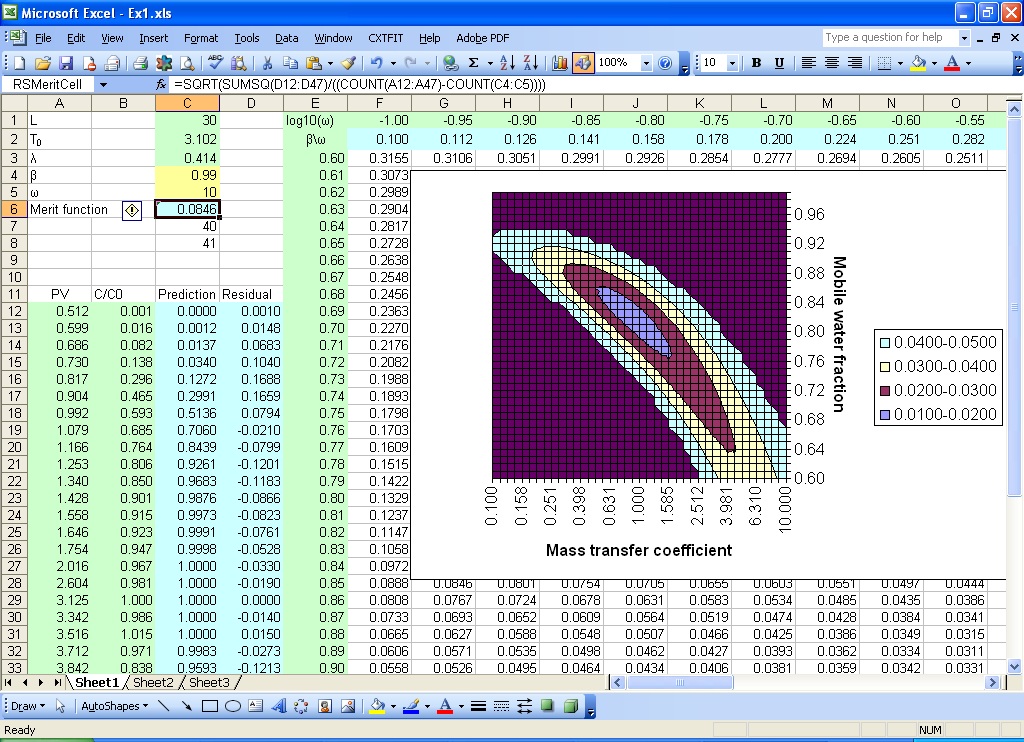 Microsoft Excel - Ex1.xls
File Edit View Insert Format Tools Data Window CXTFIT Help Adobe PDF Type a question for help
100% 10 B U A
RSMeritCell fx =SQRT(SUMSQ(D12:D47)/((COUNT(A12:A47)-COUNT(C4:C5))))
A B C D E F G H I J K L M N O
1 L 30 log10(ω) -1.00 -0.95 -0.90 -0.85 -0.80 -0.75 -0.70 -0.65 -0.60 -0.55
2 T0 3.102 β\ω 0.100 0.112 0.126 0.141 0.158 0.178 0.200 0.224 0.251 0.282
3 λ 0.414 0.60 0.3155 0.3106 0.3051 0.2991 0.2926 0.2854 0.2777 0.2694 0.2605 0.2511
4 β 0.99 0.61 0.3073
5 ω 10 0.62 0.2989
6 Merit function 0.0846 0.63 0.2904
7 40 0.64 0.2817
8 41 0.65 0.2728
9 0.66 0.2638
10 0.67 0.2548
11 PV C/C0 Prediction Residual 0.68 0.2456
12 0.512 0.001 0.0000 0.0010 0.69 0.2363
13 0.599 0.016 0.0012 0.0148 0.70 0.2270
14 0.686 0.082 0.0137 0.0683 0.71 0.2176
15 0.730 0.138 0.0340 0.1040 0.72 0.2082
16 0.817 0.296 0.1272 0.1688 0.73 0.1988
17 0.904 0.465 0.2991 0.1659 0.74 0.1893
18 0.992 0.593 0.5136 0.0794 0.75 0.1798
19 1.079 0.685 0.7060 -0.0210 0.76 0.1703
20 1.166 0.764 0.8439 -0.0799 0.77 0.1609
21 1.253 0.806 0.9261 -0.1201 0.78 0.1515
22 1.340 0.850 0.9683 -0.1183 0.79 0.1422
23 1.428 0.901 0.9876 -0.0866 0.80 0.1329
24 1.558 0.915 0.9973 -0.0823 0.81 0.1237
25 1.646 0.923 0.9991 -0.0761 0.82 0.1147
26 1.754 0.947 0.9998 -0.0528 0.83 0.1058
27 2.016 0.967 1.0000 -0.0330 0.84 0.0972
28 2.604 0.981 1.0000 -0.0190 0.85 0.0888 0.0846 0.0801 0.0754 0.0705 0.0655 0.0603 0.0551 0.0497 0.0444
29 3.125 1.000 1.0000 0.0000 0.86 0.0808 0.0767 0.0724 0.0678 0.0631 0.0583 0.0534 0.0485 0.0435 0.0386
30 3.342 0.986 1.0000 -0.0140 0.87 0.0733 0.0693 0.0652 0.0609 0.0564 0.0519 0.0474 0.0428 0.0384 0.0341
31 3.516 1.015 1.0000 0.0150 0.88 0.0665 0.0627 0.0588 0.0548 0.0507 0.0466 0.0425 0.0386 0.0349 0.0315
32 3.712 0.971 0.9983 -0.0273 0.89 0.0606 0.0571 0.0535 0.0498 0.0462 0.0427 0.0393 0.0362 0.0334 0.0311
33 3.842 0.838 0.9593 -0.1213 0.90 0.0558 0.0526 0.0495 0.0464 0.0434 0.0406 0.0381 0.0359 0.0342 0.0331
0.96
0.92
0.88
0.84
0.80
0.76
0.72
0.68
0.64
0.60
Mobile water fraction
0.100 0.158 0.251 0.398 0.631 1.000 1.585 2.512 3.981 6.310 10.000
Mass transfer coefficient
0.0400-0.0500
0.0300-0.0400
0.0200-0.0300
0.0100-0.0200
Sheet1 Sheet2 Sheet3
Draw AutoShapes
Ready NUM